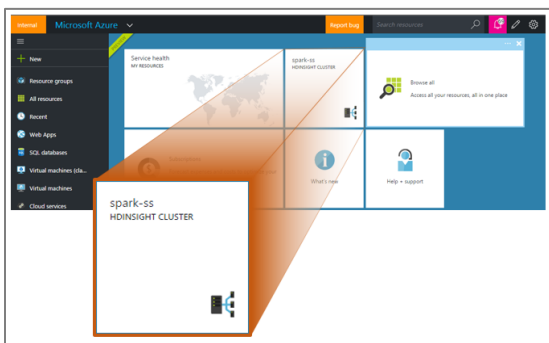 internal
Microsoft Azure
Report bug
Search resources
New
Resource groups
All resources
Recent
Web Apps
SQL databases
Virtual machines (cla...
Virtual machines
Cloud services
Service health
MY RESOURCES
spark-ss
HDINSIGHT CLUSTER
Browse all
Access all your resources, all in one place
What's new
Help + support
spark-ss
HDINSIGHT CLUSTER